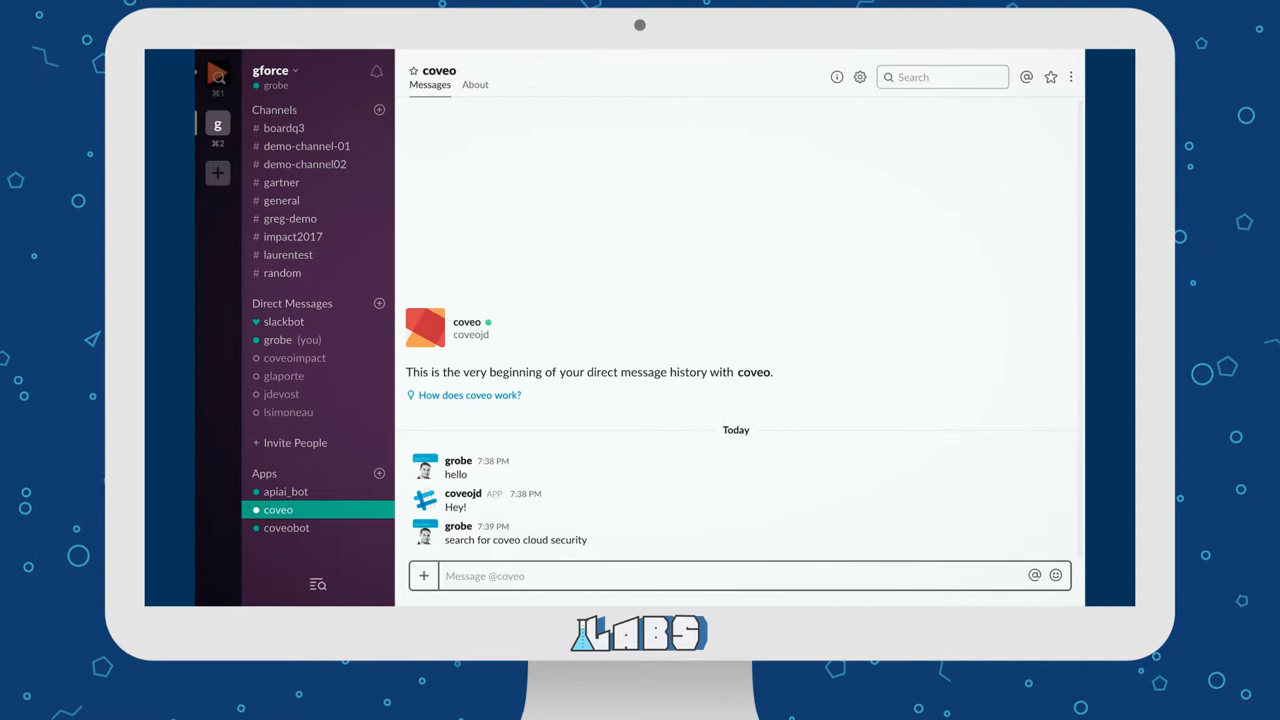 ⌘1
g
⌘2
gforce
grobe
Channels
# boardq3
# demo-channel-01
# demo-channel02
# gartner
# general
# greg-demo
# impact2017
# laurentest
# random
Direct Messages
slackbot
grobe (you)
coveoimpact
glaporte
jdevost
lsimoneau
+ Invite People
Apps
apiai_bot
coveo
coveobot
coveo
Messages About
Search
coveo
coveojd
This is the very beginning of your direct message history with coveo.
How does coveo work?
Today
grobe 7:38 PM
hello
coveojd APP 7:38 PM
Hey!
grobe 7:39 PM
search for coveo cloud security
Message @coveo
LABS